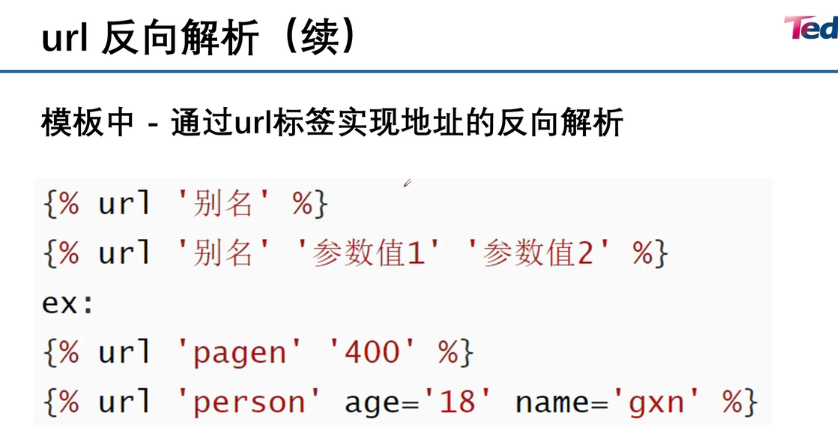 url 反向解析（续）
Ted
模板中 - 通过url标签实现地址的反向解析
{% url '别名' %}
{% url '别名' '参数值1' '参数值2' %}
ex:
{% url 'pagen' '400' %}
{% url 'person' age='18' name='gxn' %}